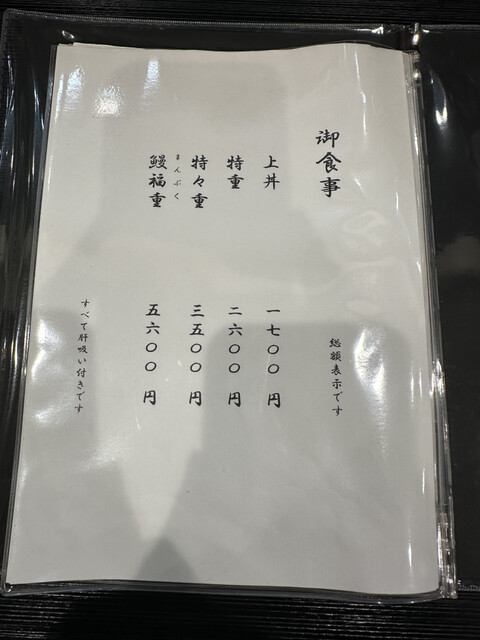 御食事
総額表示です
上丼 一七〇〇円
特重 二六〇〇円
特々重 三五〇〇円
まんぷく
鰻福重 五六〇〇円
すべて肝吸い付きです